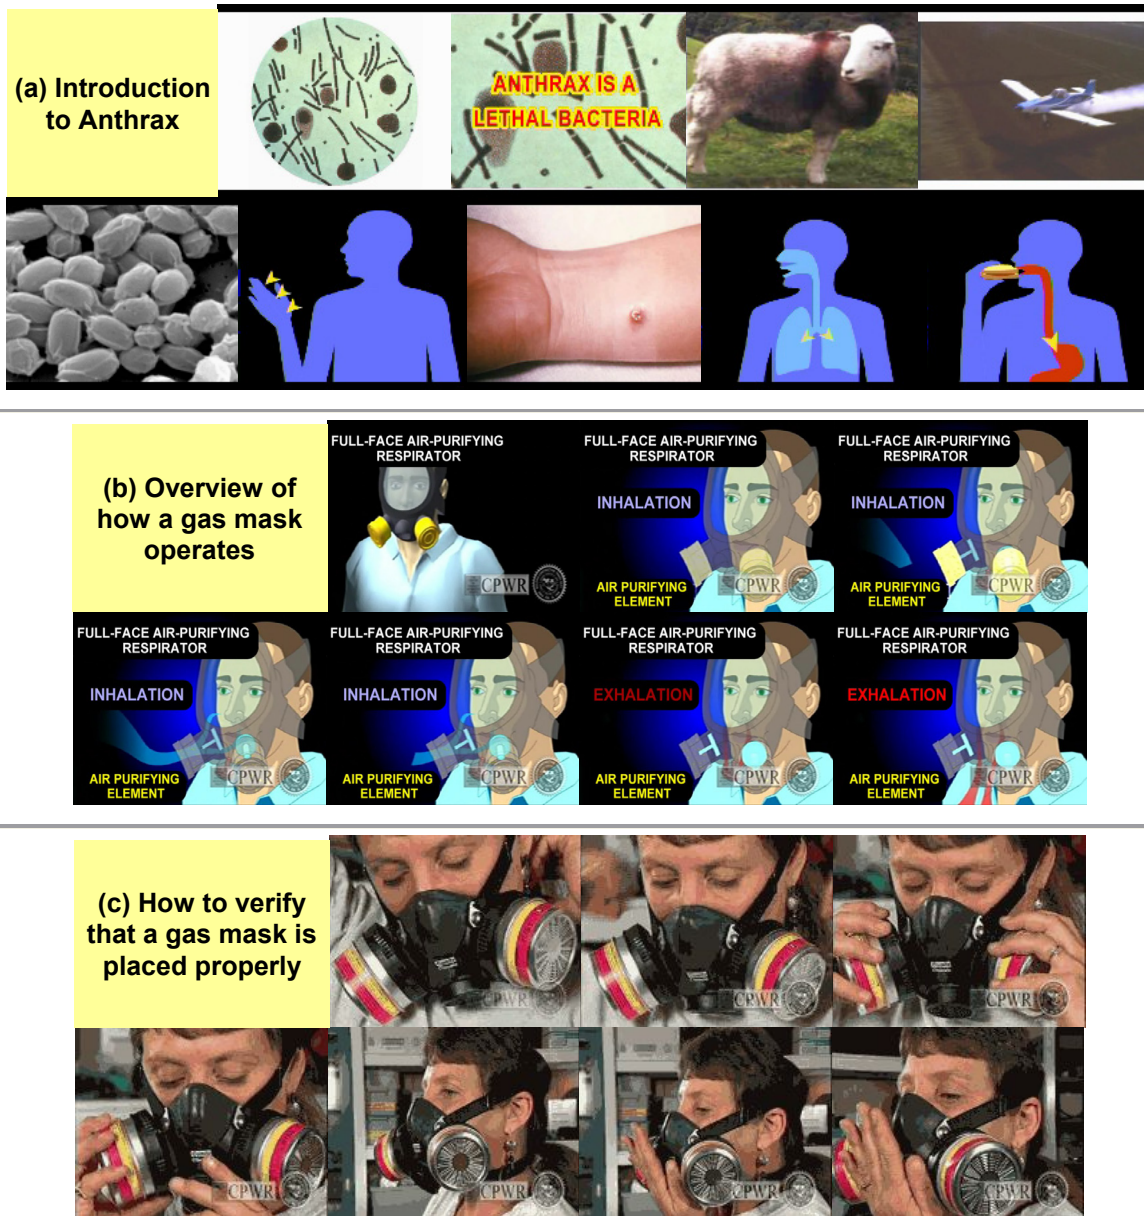 (a) Introduction
to Anthrax
ANTHRAX IS A
LETHAL BACTERIA
(b) Overview of
how a gas mask
operates
FULL-FACE AIR-PURIFYING
RESPIRATOR
CPWR
FULL-FACE AIR-PURIFYING
RESPIRATOR
INHALATION
AIR PURIFYING
ELEMENT
CPWR
FULL-FACE AIR-PURIFYING
RESPIRATOR
INHALATION
AIR PURIFYING
ELEMENT
CPWR
FULL-FACE AIR-PURIFYING
RESPIRATOR
INHALATION
AIR PURIFYING
ELEMENT
CPWR
FULL-FACE AIR-PURIFYING
RESPIRATOR
INHALATION
AIR PURIFYING
ELEMENT
CPWR
FULL-FACE AIR-PURIFYING
RESPIRATOR
EXHALATION
AIR PURIFYING
ELEMENT
CPWR
FULL-FACE AIR-PURIFYING
RESPIRATOR
EXHALATION
AIR PURIFYING
ELEMENT
CPWR
(c) How to verify
that a gas mask is
placed properly
CPWR
CPWR
CPWR
CPWR
CPWR
CPWR
CPWR